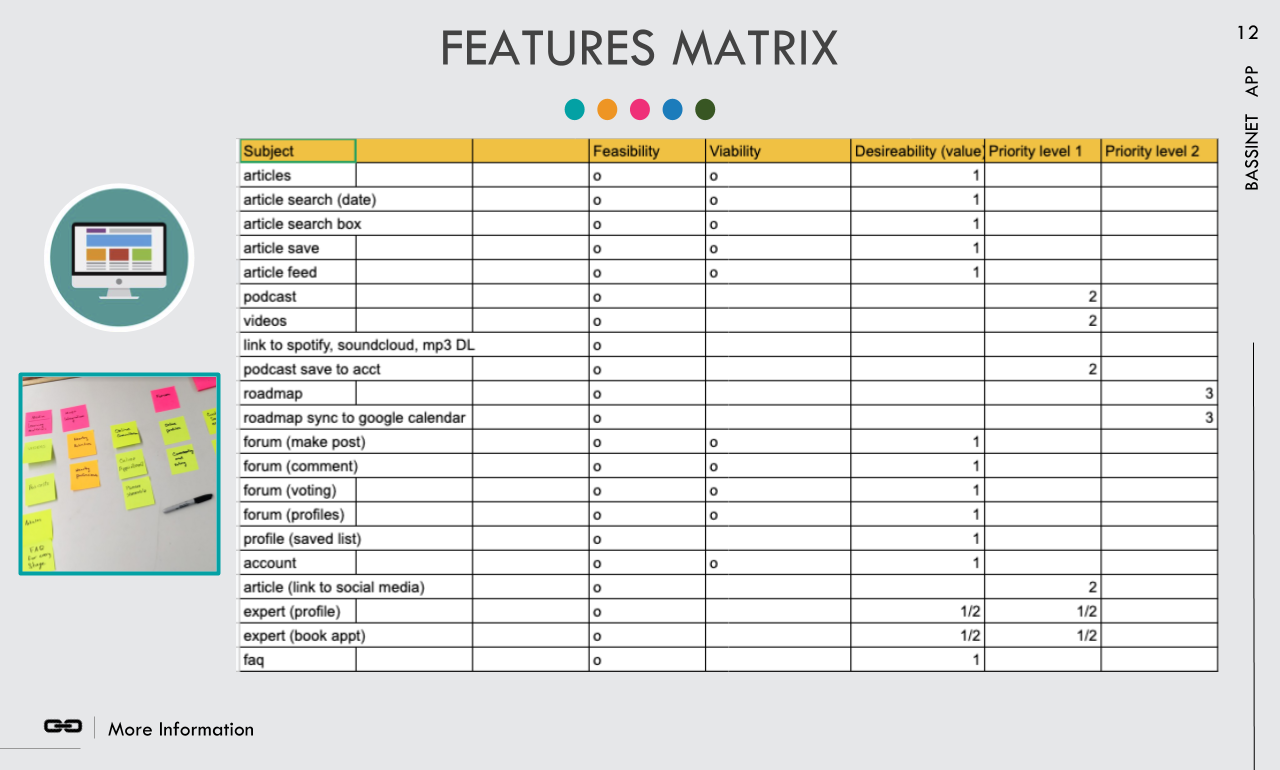 FEATURES MATRIX
12
BASSINET APP
Subject Feasibility Viability Desireability (value) Priority level 1 Priority level 2
articles o o 1
article search (date) o o 1
article search box o o 1
article save o o 1
article feed o o 1
podcast o 2
videos o 2
link to spotify, soundcloud, mp3 DL o
podcast save to acct o 2
roadmap o 3
roadmap sync to google calendar o 3
forum (make post) o o 1
forum (comment) o o 1
forum (voting) o o 1
forum (profiles) o o 1
profile (saved list) o 1
account o o 1
article (link to social media) o 2
expert (profile) o 1/2 1/2
expert (book appt) o 1/2 1/2
faq o 1
FAQ
for every
Stage
More Information